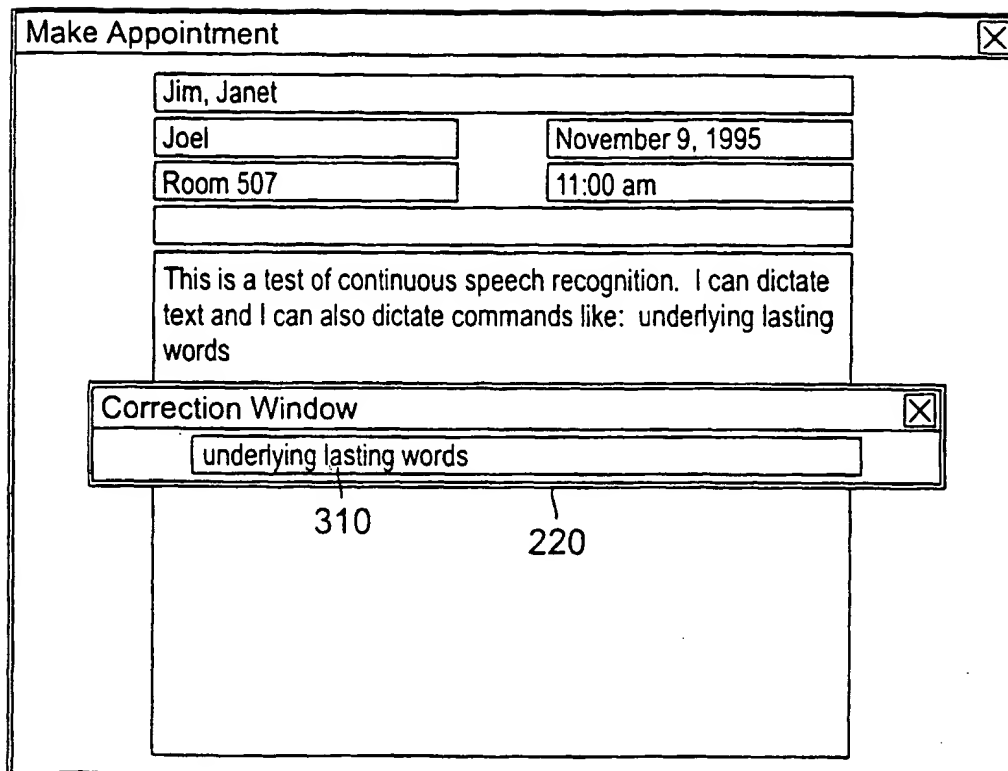 Make Appointment
Jim, Janet
Joel
November 9, 1995
Room 507
11:00 am
This is a test of continuous speech recognition. I can dictate
text and I can also dictate commands like: underlying lasting
words
Correction Window
underlying lasting words
310
220